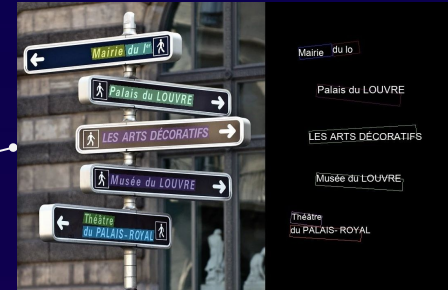 Mairie du Iᵉʳ
Palais du LOUVRE
LES ARTS DÉCORATIFS
Musée du LOUVRE
Théâtre
du PALAIS-ROYAL
Mairie du lo
Palais du LOUVRE
LES ARTS DÉCORATIFS
Musée du LOUVRE
Théâtre
du PALAIS- ROYAL